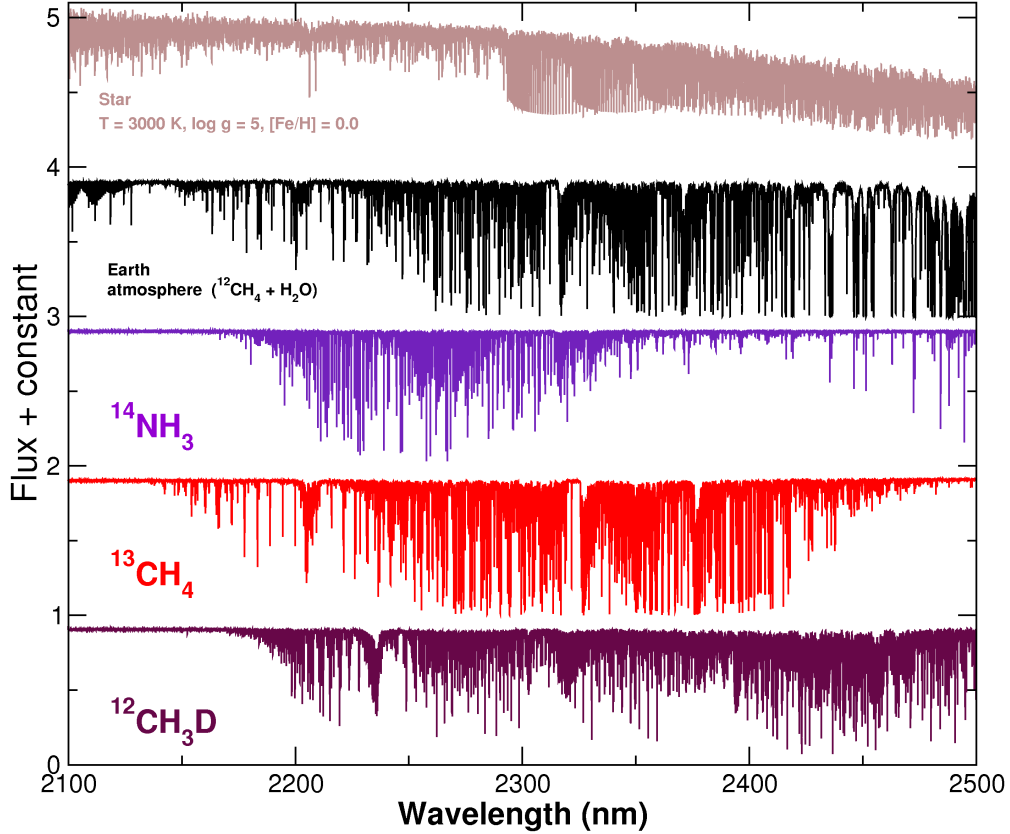 5
Star
T = 3000 K, log g = 5, [Fe/H] = 0.0
4
Earth
atmosphere (¹²CH₄ + H₂O)
3
¹⁴NH₃
2
¹³CH₄
1
¹²CH₃D
0
2100 2200 2300 2400 2500
Wavelength (nm)
Flux + constant